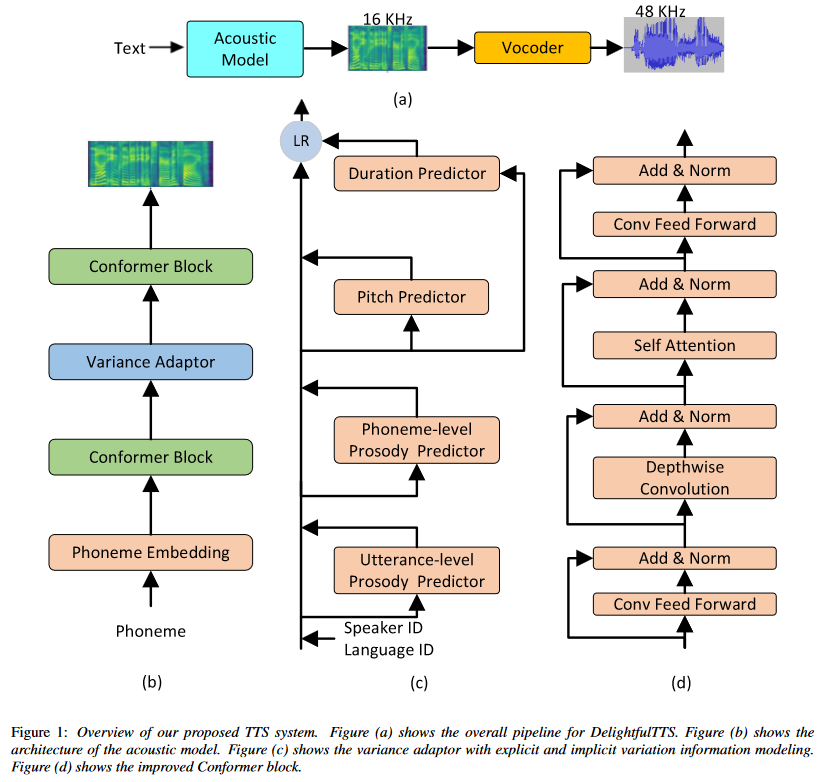 16 KHz
48 KHz
Text
Acoustic
Model
Vocoder
(a)
Conformer Block
Variance Adaptor
Conformer Block
Phoneme Embedding
Phoneme
(b)
LR
Duration Predictor
Pitch Predictor
Phoneme-level
Prosody Predictor
Utterance-level
Prosody Predictor
Speaker ID
Language ID
(c)
Add & Norm
Conv Feed Forward
Add & Norm
Self Attention
Add & Norm
Depthwise
Convolution
Add & Norm
Conv Feed Forward
(d)
Figure 1: Overview of our proposed TTS system. Figure (a) shows the overall pipeline for DelightfulTTS. Figure (b) shows the
architecture of the acoustic model. Figure (c) shows the variance adaptor with explicit and implicit variation information modeling.
Figure (d) shows the improved Conformer block.